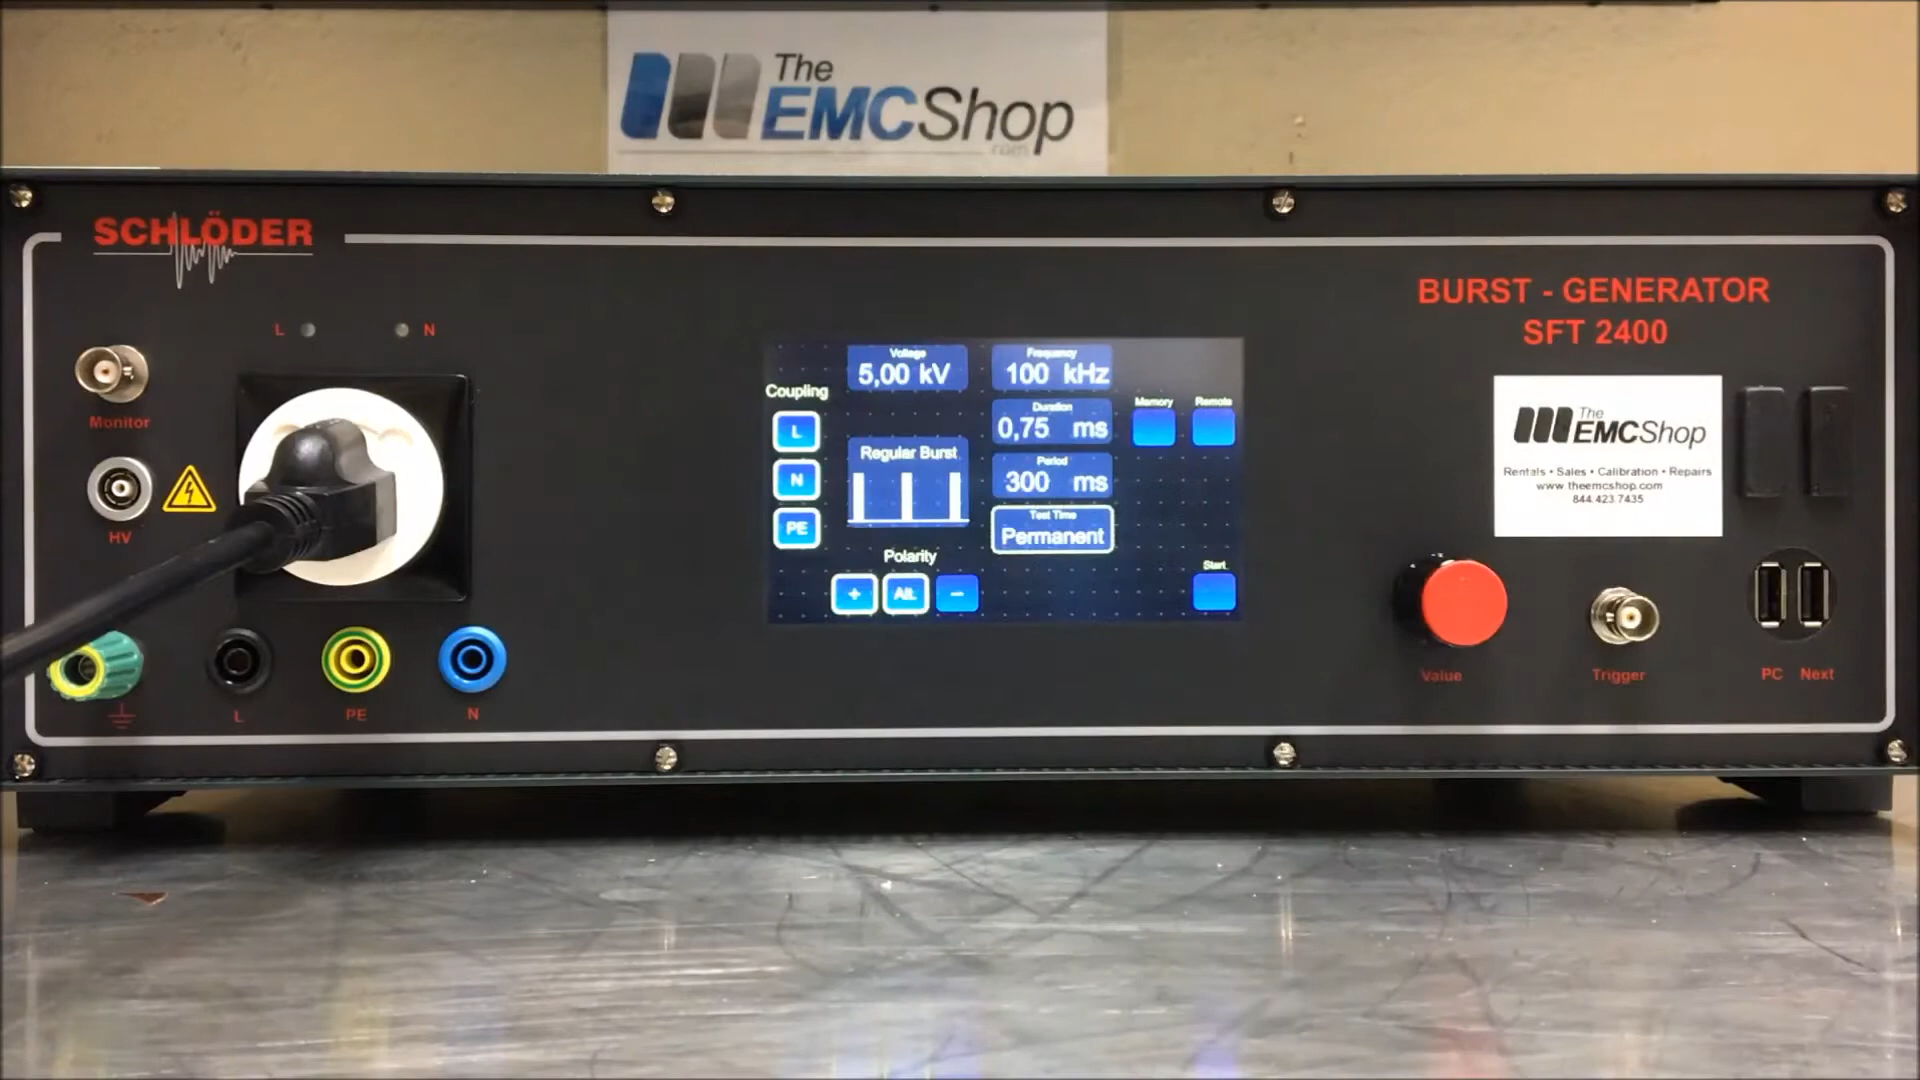 The
EMCShop
.com
SCHLÖDER
BURST - GENERATOR
SFT 2400
L
N
Monitor
HV
L
PE
N
Coupling
L
N
PE
Voltage
5,00 kV
Regular Burst
Polarity
+
Alt.
−
Frequency
100 kHz
Duration
0,75 ms
Period
300 ms
Test Time
Permanent
Memory
Remote
Start
The
EMCShop
Rentals • Sales • Calibration • Repairs
www.theemcshop.com
844.423.7435
Value
Trigger
PC
Next